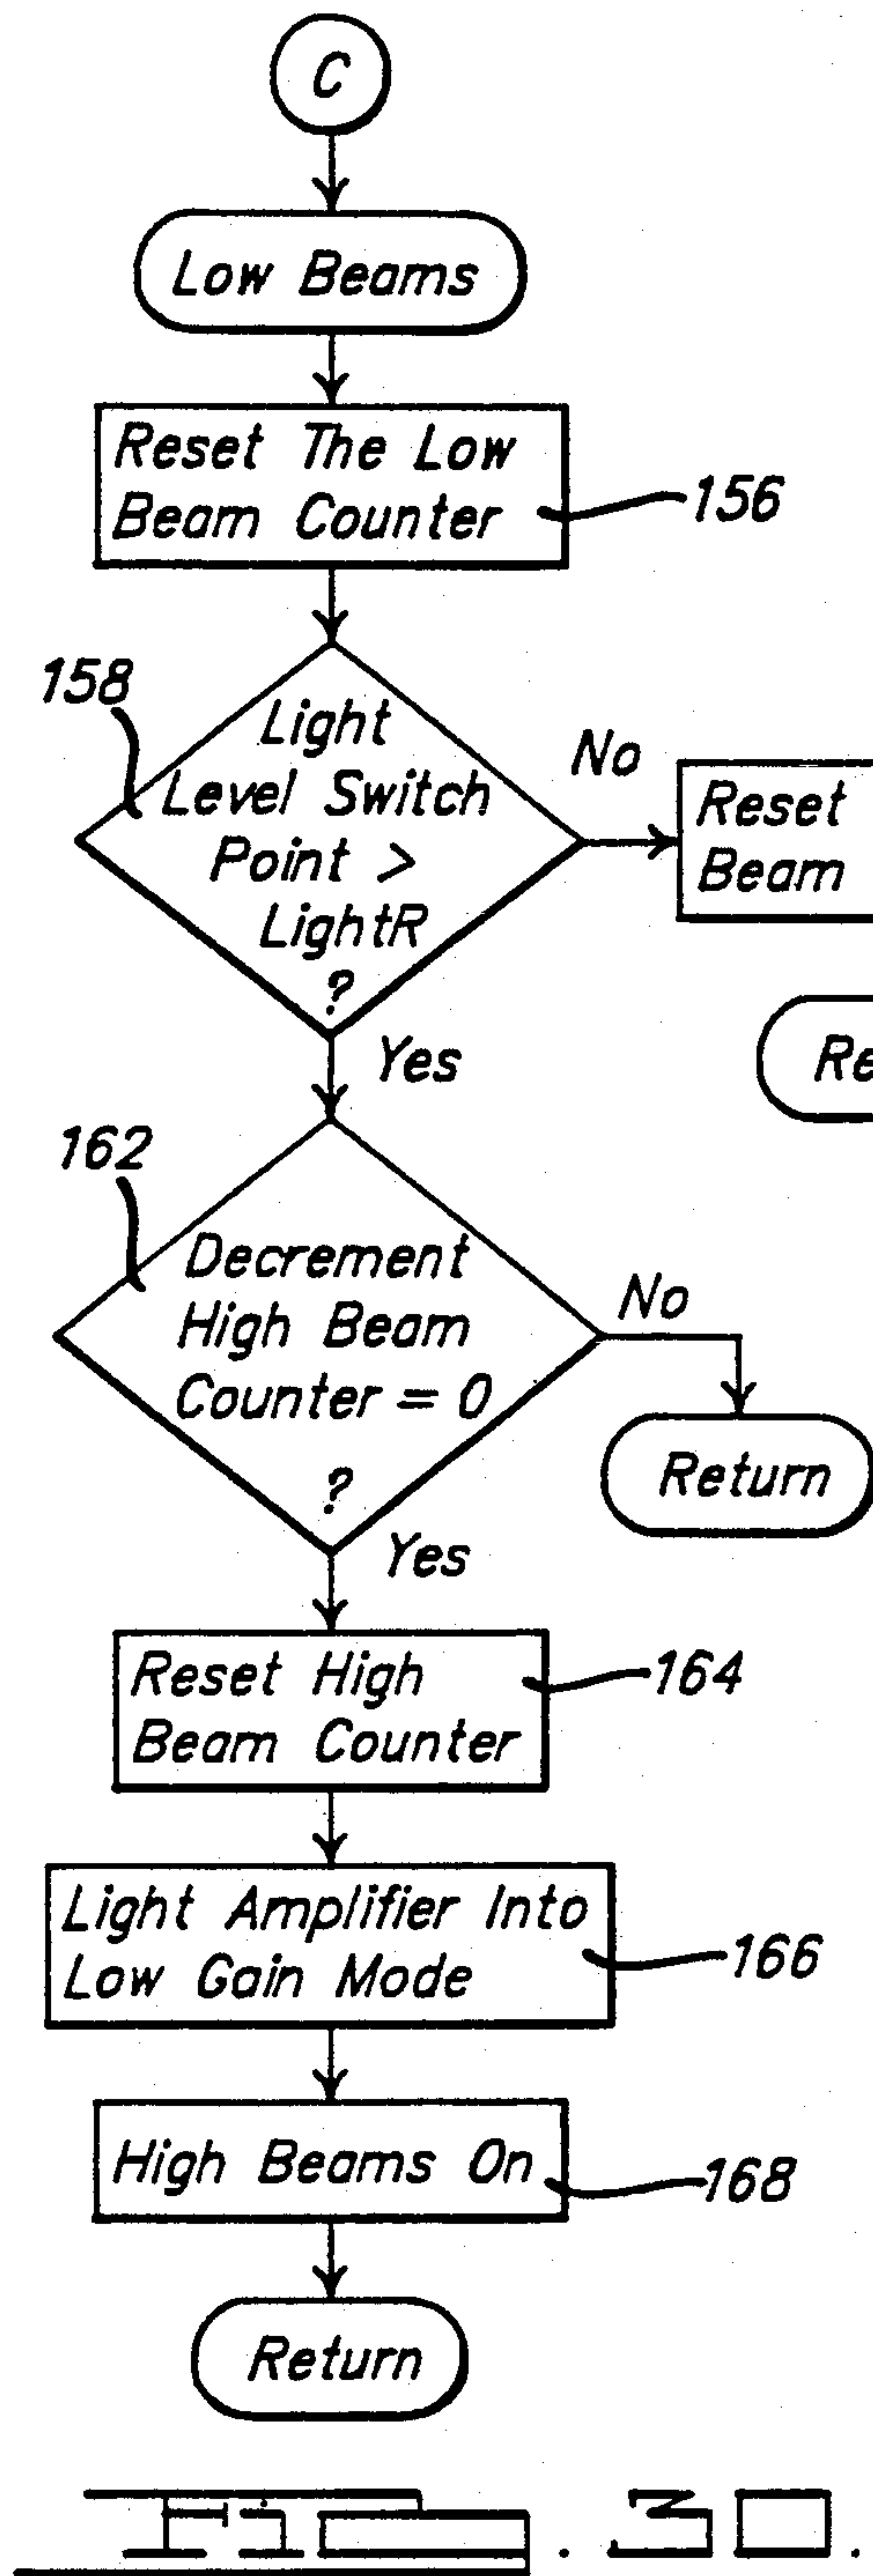 C
Low Beams
Reset The Low
Beam Counter
156
158
Light
Level Switch
Point >
LightR
?
No
Reset
Beam
Yes
162
Decrement
High Beam
Counter = 0
?
No
Return
Yes
Reset High
Beam Counter
164
Light Amplifier Into
Low Gain Mode
166
High Beams On
168
Return